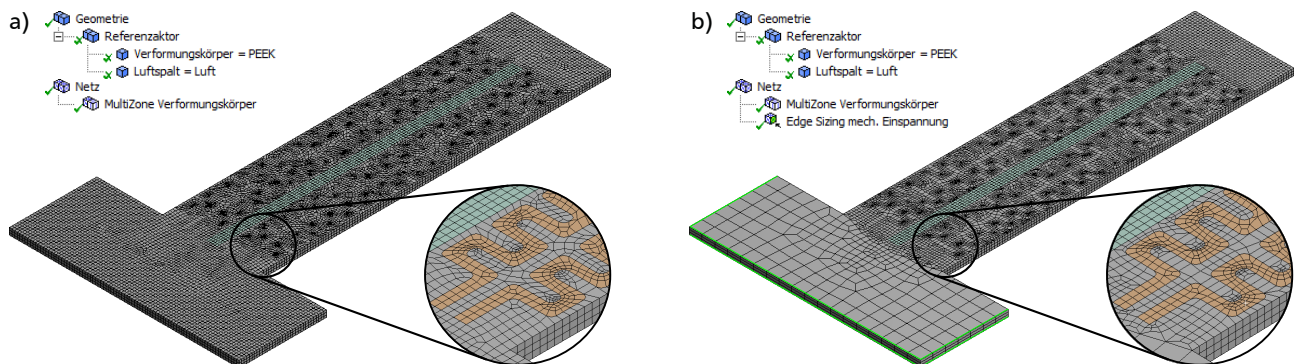 a)
Geometrie
Referenzaktor
Verformungskörper = PEEK
Luftspalt = Luft
Netz
MultiZone Verformungskörper
b)
Geometrie
Referenzaktor
Verformungskörper = PEEK
Luftspalt = Luft
Netz
MultiZone Verformungskörper
Edge Sizing mech. Einspannung